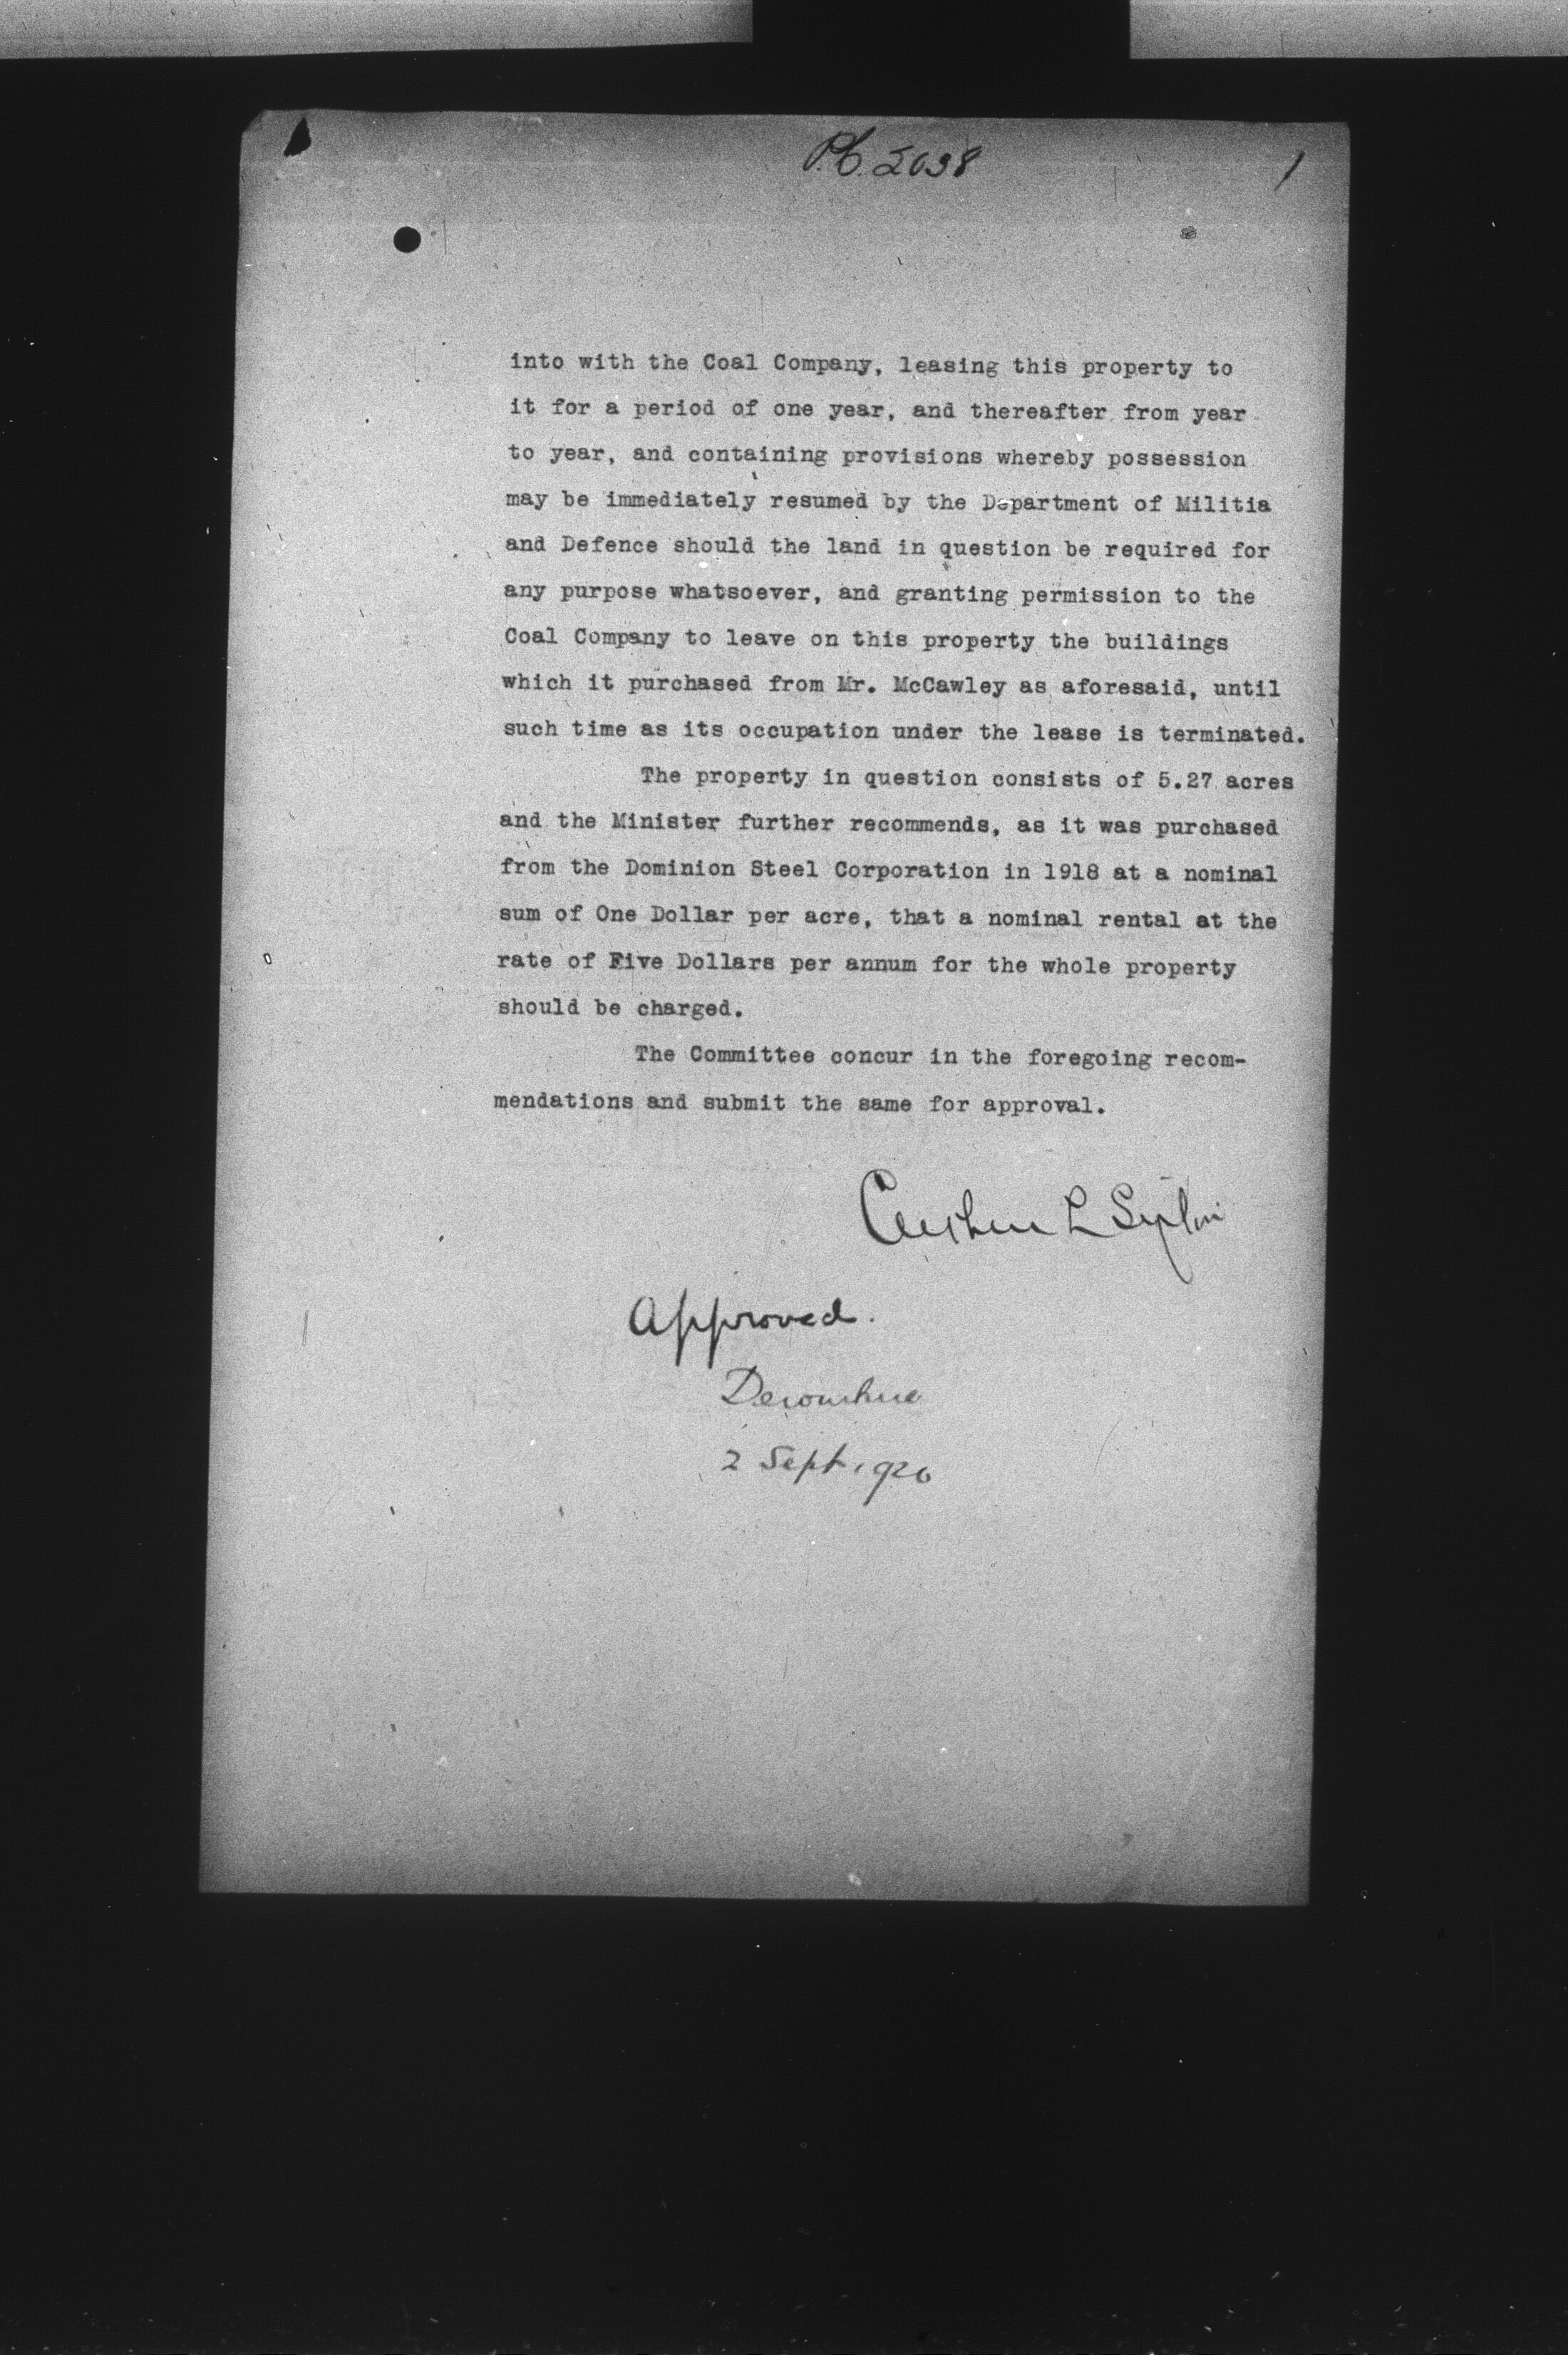 P.C. 2038
into with the Coal Company, leasing this property to
it for a period of one year, and thereafter from year
to year, and containing provisions whereby possession
may be immediately resumed by the Department of Militia
and Defence should the land in question be required for
any purpose whatsoever, and granting permission to the
Coal Company to leave on this property the buildings
which it purchased from Mr. McCawley as aforesaid, until
such time as its occupation under the lease is terminated.
The property in question consists of 5.27 acres
and the Minister further recommends, as it was purchased
from the Dominion Steel Corporation in 1918 at a nominal
sum of One Dollar per acre, that a nominal rental at the
rate of Five Dollars per annum for the whole property
should be charged.
The Committee concur in the foregoing recom-
mendations and submit the same for approval.
Arthur L Sifton
Approved.
Devonshire
2 Sept. 1920